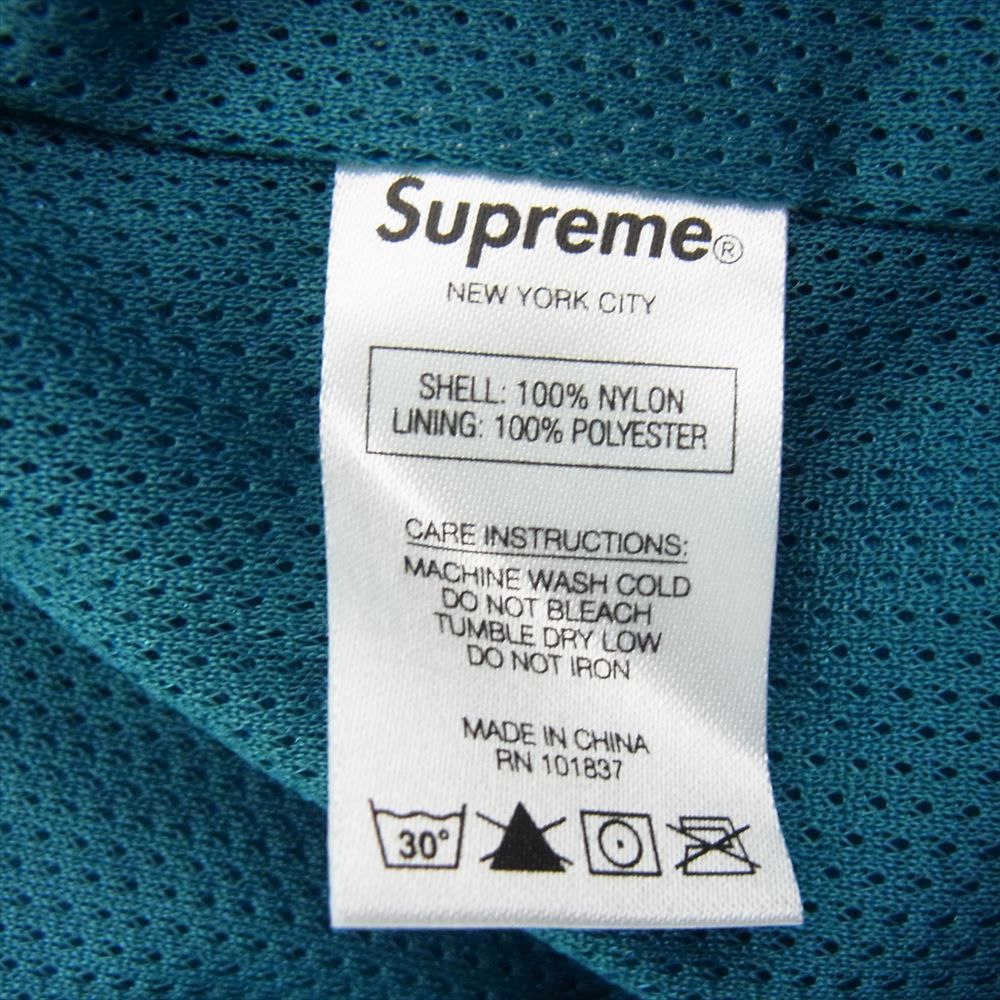 Supreme®
NEW YORK CITY
SHELL: 100% NYLON
LINING: 100% POLYESTER
CARE INSTRUCTIONS:
MACHINE WASH COLD
DO NOT BLEACH
TUMBLE DRY LOW
DO NOT IRON
MADE IN CHINA
RN 101837
30°